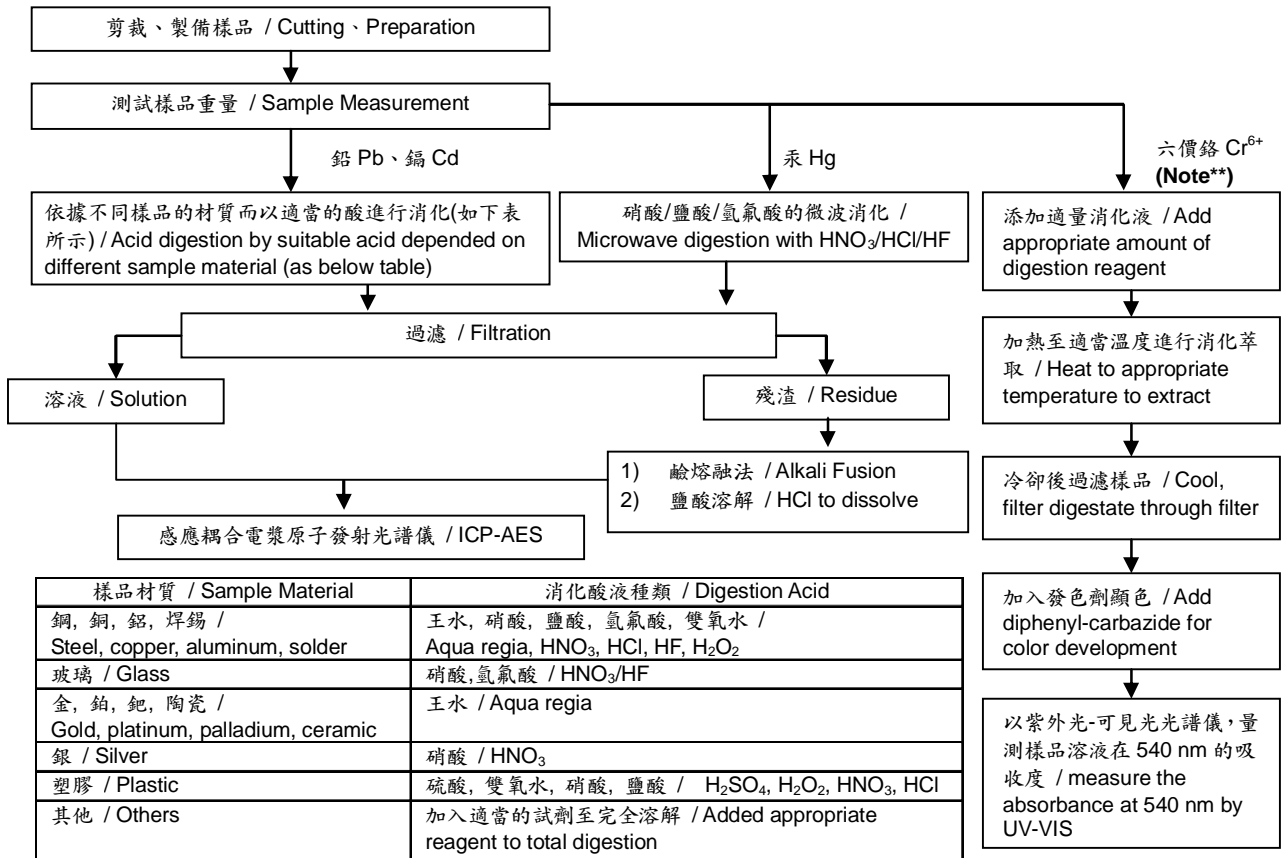 剪裁、製備樣品 / Cutting、Preparation
測試樣品重量 / Sample Measurement
鉛 Pb、鎘 Cd
汞 Hg
六價鉻 Cr⁶⁺
(Note**)
依據不同樣品的材質而以適當的酸進行消化(如下表
所示) / Acid digestion by suitable acid depended on
different sample material (as below table)
硝酸/鹽酸/氫氟酸的微波消化 /
Microwave digestion with HNO₃/HCl/HF
添加適量消化液 / Add
appropriate amount of
digestion reagent
過濾 / Filtration
加熱至適當溫度進行消化萃
取 / Heat to appropriate
temperature to extract
溶液 / Solution
殘渣 / Residue
1) 鹼熔融法 / Alkali Fusion
2) 鹽酸溶解 / HCl to dissolve
冷卻後過濾樣品 / Cool,
filter digestate through filter
感應耦合電漿原子發射光譜儀 / ICP-AES
加入發色劑顯色 / Add
diphenyl-carbazide for
color development
以紫外光-可見光光譜儀,量
測樣品溶液在 540 nm 的吸
收度 / measure the
absorbance at 540 nm by
UV-VIS
樣品材質 / Sample Material
消化酸液種類 / Digestion Acid
鋼, 銅, 鋁, 焊錫 /
Steel, copper, aluminum, solder
王水, 硝酸, 鹽酸, 氫氟酸, 雙氧水 /
Aqua regia, HNO₃, HCl, HF, H₂O₂
玻璃 / Glass
硝酸,氫氟酸 / HNO₃/HF
金, 鉑, 鈀, 陶瓷 /
Gold, platinum, palladium, ceramic
王水 / Aqua regia
銀 / Silver
硝酸 / HNO₃
塑膠 / Plastic
硫酸, 雙氧水, 硝酸, 鹽酸 / H₂SO₄, H₂O₂, HNO₃, HCl
其他 / Others
加入適當的試劑至完全溶解 / Added appropriate
reagent to total digestion